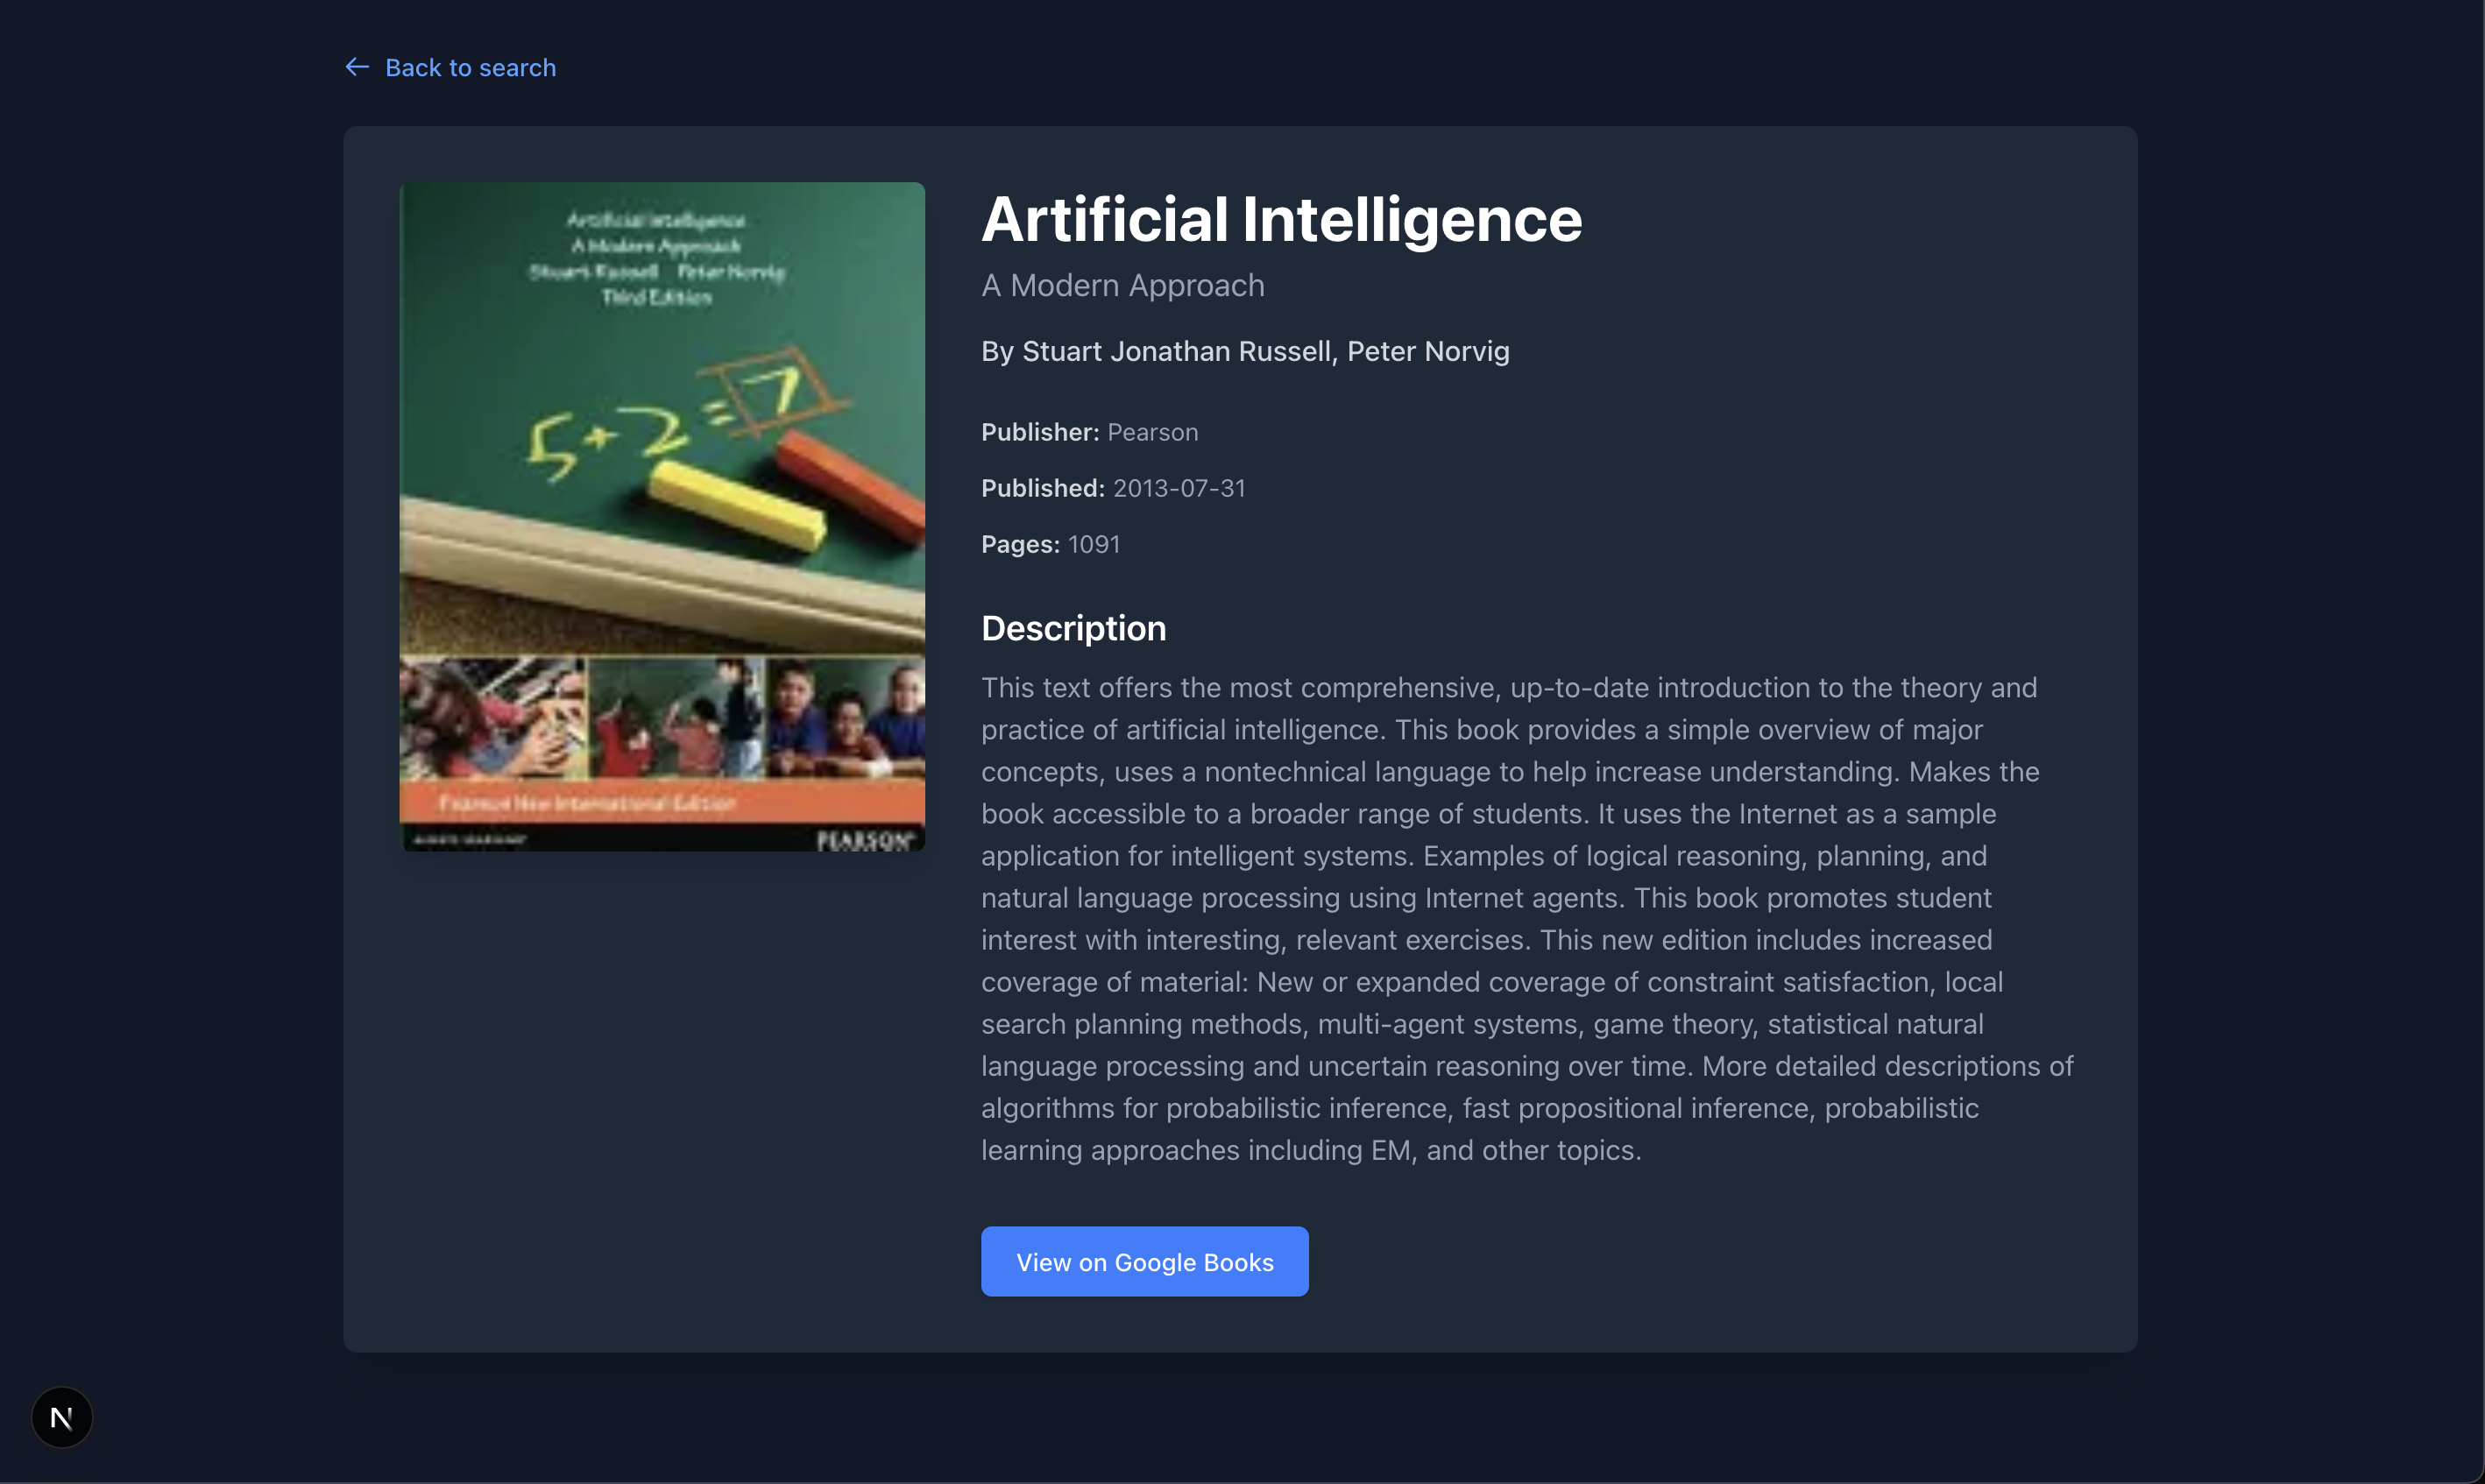 Back to search
Artificial Intelligence
A Modern Approach
Stuart Russell Peter Norvig
Third Edition
5+2=7
Pearson New International Edition
ALWAYS LEARNING
PEARSON
Artificial Intelligence
A Modern Approach
By Stuart Jonathan Russell, Peter Norvig
Publisher: Pearson
Published: 2013-07-31
Pages: 1091
Description
This text offers the most comprehensive, up-to-date introduction to the theory and
practice of artificial intelligence. This book provides a simple overview of major
concepts, uses a nontechnical language to help increase understanding. Makes the
book accessible to a broader range of students. It uses the Internet as a sample
application for intelligent systems. Examples of logical reasoning, planning, and
natural language processing using Internet agents. This book promotes student
interest with interesting, relevant exercises. This new edition includes increased
coverage of material: New or expanded coverage of constraint satisfaction, local
search planning methods, multi-agent systems, game theory, statistical natural
language processing and uncertain reasoning over time. More detailed descriptions of
algorithms for probabilistic inference, fast propositional inference, probabilistic
learning approaches including EM, and other topics.
View on Google Books
N